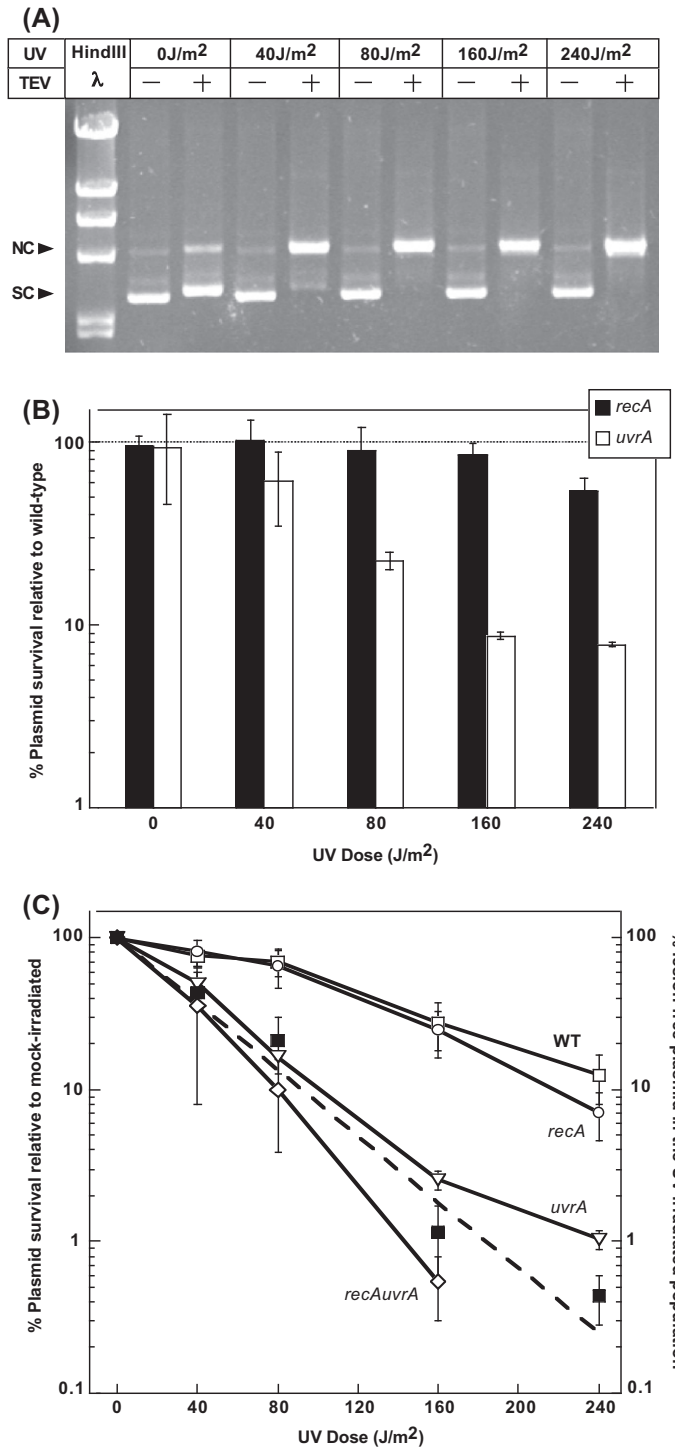 (A)
UV HindIII 0J/m2 40J/m2 80J/m2 160J/m2 240J/m2
TEV λ — + — + — + — + — +
NC
SC
(B)
% Plasmid survival relative to wild-type
100
10
1
recA
uvrA
0 40 80 160 240
UV Dose (J/m2)
(C)
% Plasmid survival relative to mock-irradiated
100
10
1
0.1
WT
recA
uvrA
recAuvrA
100
10
1
0.1
0 40 80 120 160 200 240
UV Dose (J/m2)